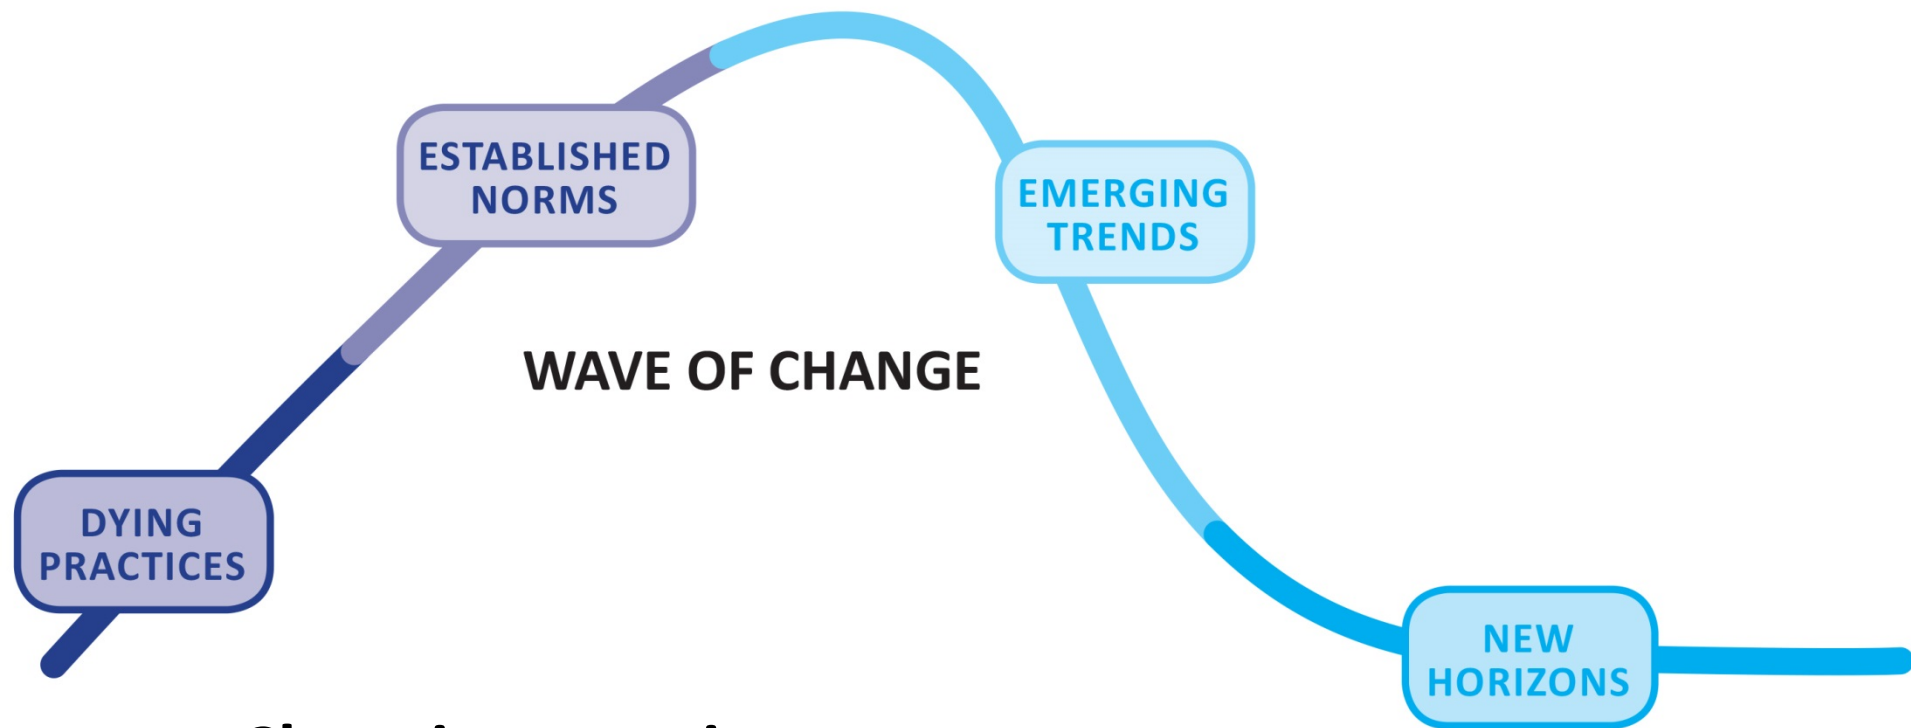 ESTABLISHED
NORMS
EMERGING
TRENDS
WAVE OF CHANGE
DYING
PRACTICES
NEW
HORIZONS